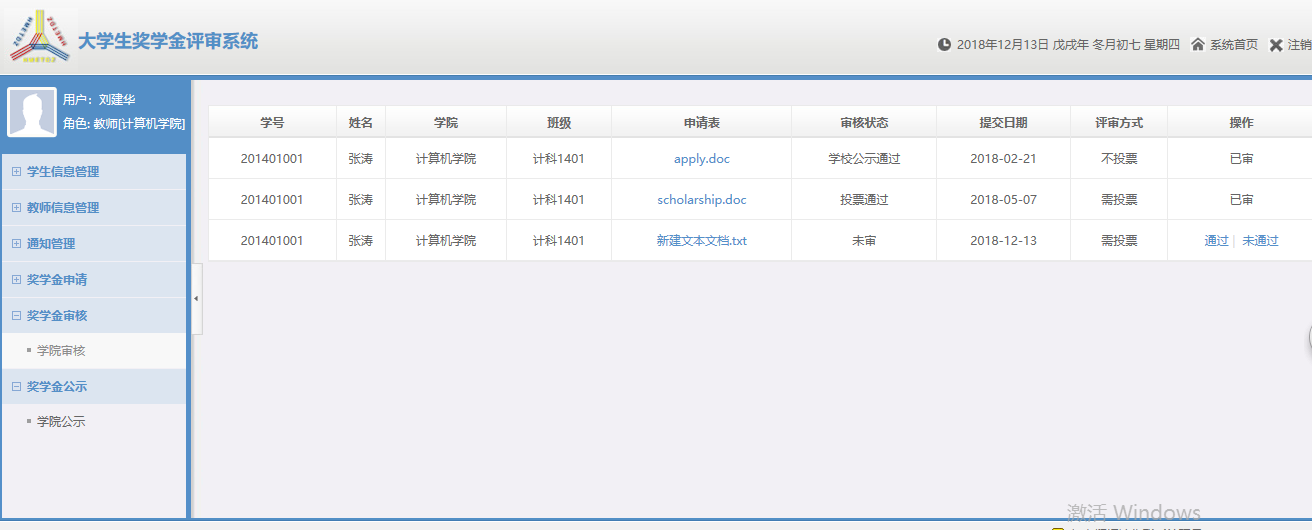 大学生奖学金评审系统
2018年12月13日 戊戌年 冬月初七 星期四 系统首页 注销
用户：刘建华
角色: 教师[计算机学院]
学生信息管理
教师信息管理
通知管理
奖学金申请
奖学金审核
学院审核
奖学金公示
学院公示
学号 姓名 学院 班级 申请表 审核状态 提交日期 评审方式 操作
201401001 张涛 计算机学院 计科1401 apply.doc 学校公示通过 2018-02-21 不投票 已审
201401001 张涛 计算机学院 计科1401 scholarship.doc 投票通过 2018-05-07 需投票 已审
201401001 张涛 计算机学院 计科1401 新建文本文档.txt 未审 2018-12-13 需投票 通过 | 未通过
激活 Windows